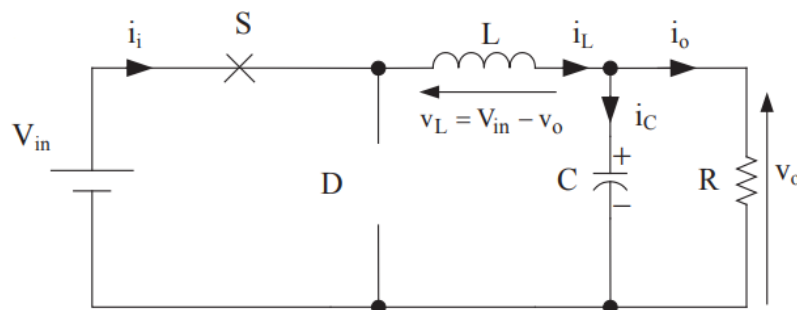 i_i
S
L
i_L
i_o
V_in
v_L = V_in – v_o
i_C
D
C
+
–
R
v_o